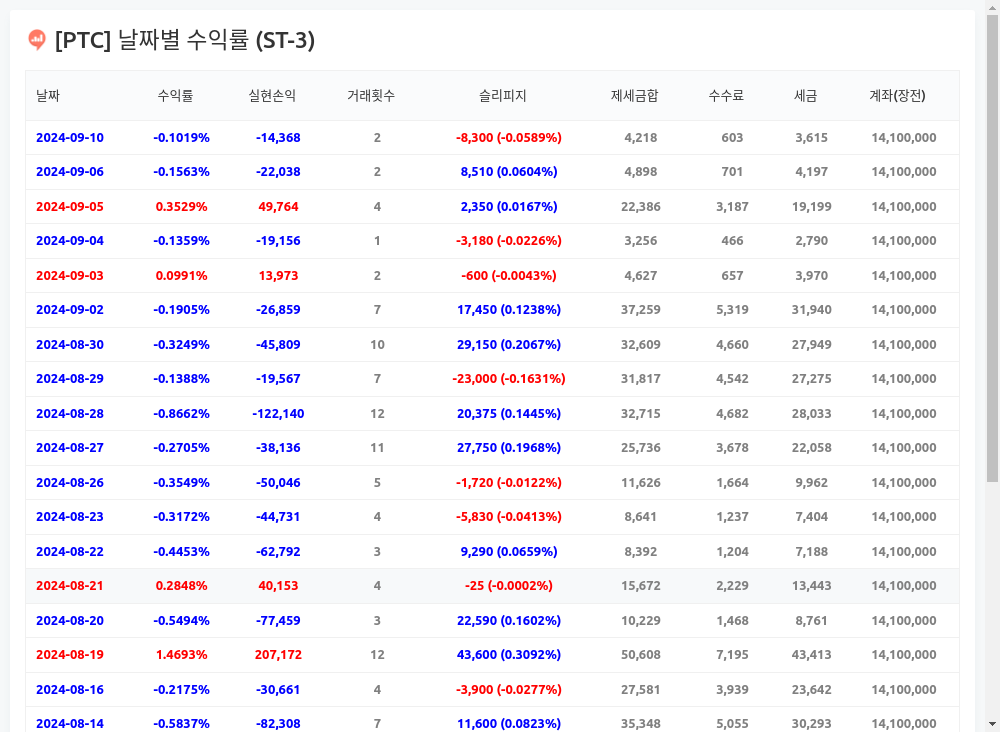 [PTC] 날짜별 수익률 (ST-3)
날짜 수익률 실현손익 거래횟수 슬리피지 제세금합 수수료 세금 계좌(장전)
2024-09-10 -0.1019% -14,368 2 -8,300 (-0.0589%) 4,218 603 3,615 14,100,000
2024-09-06 -0.1563% -22,038 2 8,510 (0.0604%) 4,898 701 4,197 14,100,000
2024-09-05 0.3529% 49,764 4 2,350 (0.0167%) 22,386 3,187 19,199 14,100,000
2024-09-04 -0.1359% -19,156 1 -3,180 (-0.0226%) 3,256 466 2,790 14,100,000
2024-09-03 0.0991% 13,973 2 -600 (-0.0043%) 4,627 657 3,970 14,100,000
2024-09-02 -0.1905% -26,859 7 17,450 (0.1238%) 37,259 5,319 31,940 14,100,000
2024-08-30 -0.3249% -45,809 10 29,150 (0.2067%) 32,609 4,660 27,949 14,100,000
2024-08-29 -0.1388% -19,567 7 -23,000 (-0.1631%) 31,817 4,542 27,275 14,100,000
2024-08-28 -0.8662% -122,140 12 20,375 (0.1445%) 32,715 4,682 28,033 14,100,000
2024-08-27 -0.2705% -38,136 11 27,750 (0.1968%) 25,736 3,678 22,058 14,100,000
2024-08-26 -0.3549% -50,046 5 -1,720 (-0.0122%) 11,626 1,664 9,962 14,100,000
2024-08-23 -0.3172% -44,731 4 -5,830 (-0.0413%) 8,641 1,237 7,404 14,100,000
2024-08-22 -0.4453% -62,792 3 9,290 (0.0659%) 8,392 1,204 7,188 14,100,000
2024-08-21 0.2848% 40,153 4 -25 (-0.0002%) 15,672 2,229 13,443 14,100,000
2024-08-20 -0.5494% -77,459 3 22,590 (0.1602%) 10,229 1,468 8,761 14,100,000
2024-08-19 1.4693% 207,172 12 43,600 (0.3092%) 50,608 7,195 43,413 14,100,000
2024-08-16 -0.2175% -30,661 4 -3,900 (-0.0277%) 27,581 3,939 23,642 14,100,000
2024-08-14 -0.5837% -82,308 7 11,600 (0.0823%) 35,348 5,055 30,293 14,100,000